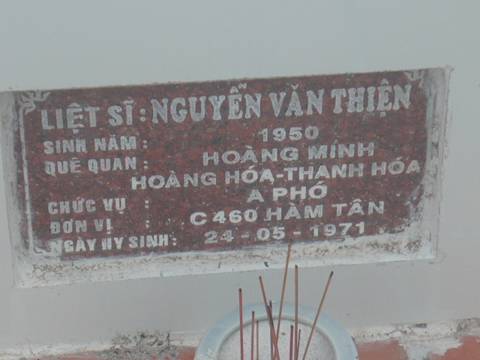 LIỆT SĨ : NGUYỄN VĂN THIỆN
SINH NĂM : 1950
QUÊ QUAN : HOÀNG MINH
HOÀNG HÓA-THANH HÓA
CHỨC VỤ : A PHÓ
ĐƠN VỊ : C460 HÀM TÂN
NGÀY HY SINH : 24-05-1971